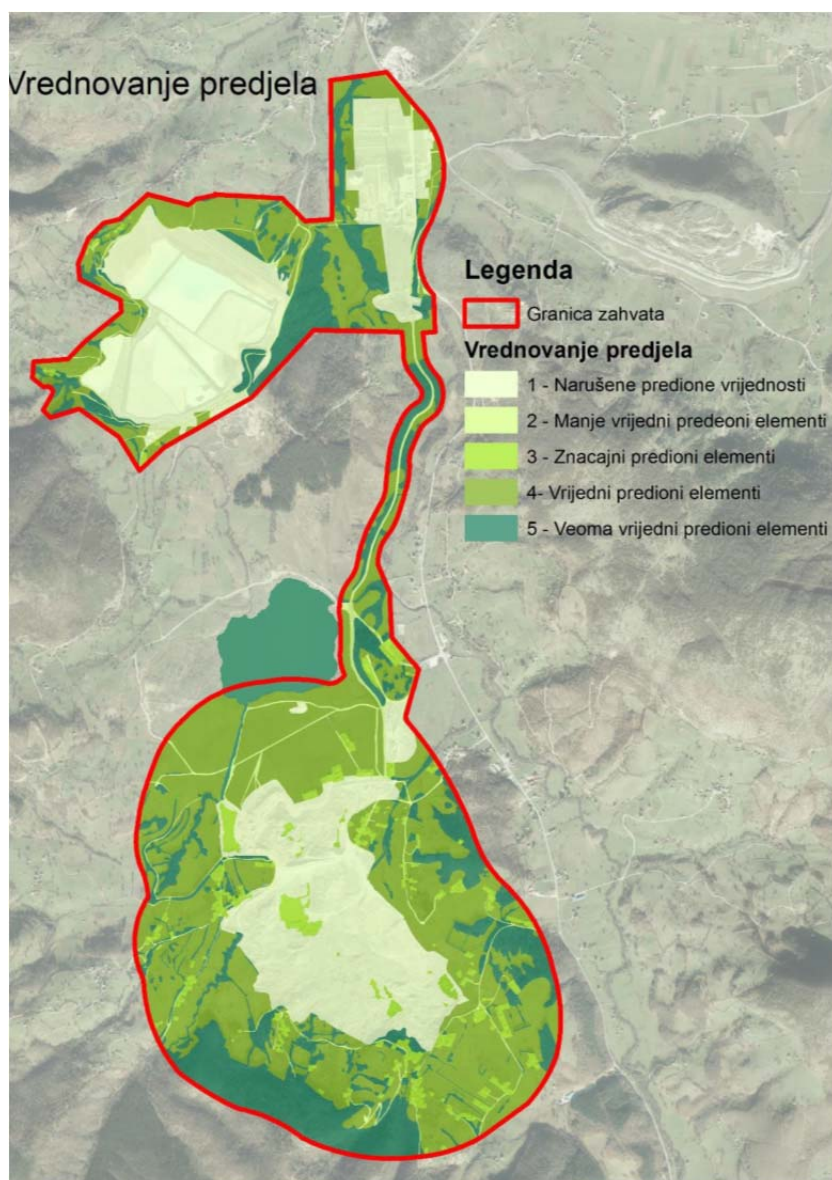 Vrednovanje predjela
Legenda
Granica zahvata
Vrednovanje predjela
1 - Narušene predione vrijednosti
2 - Manje vrijedni predeoni elementi
3 - Znacajni predioni elementi
4- Vrijedni predioni elementi
5 - Veoma vrijedni predioni elementi